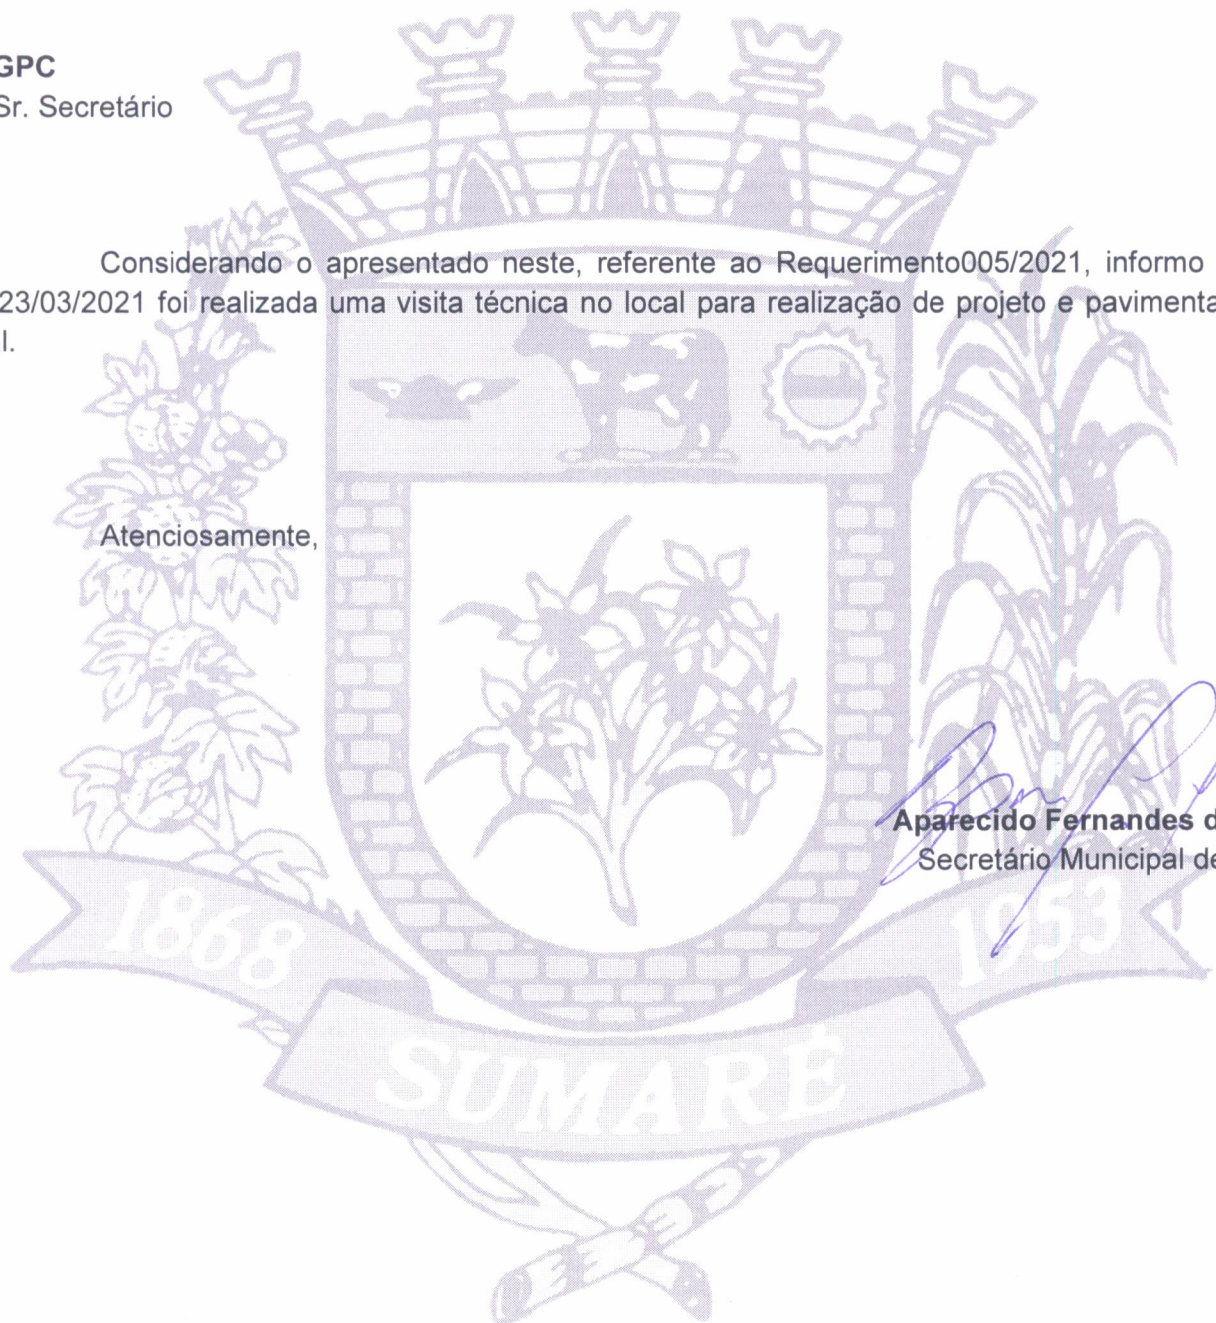 GPC
Sr. Secretário
Considerando o apresentado neste, referente ao Requerimento005/2021, informo
23/03/2021 foi realizada uma visita técnica no local para realização de projeto e pavimenta
l.
Atenciosamente,
Aparecido Fernandes d
Secretário Municipal de
1868
1953
SUMARÉ